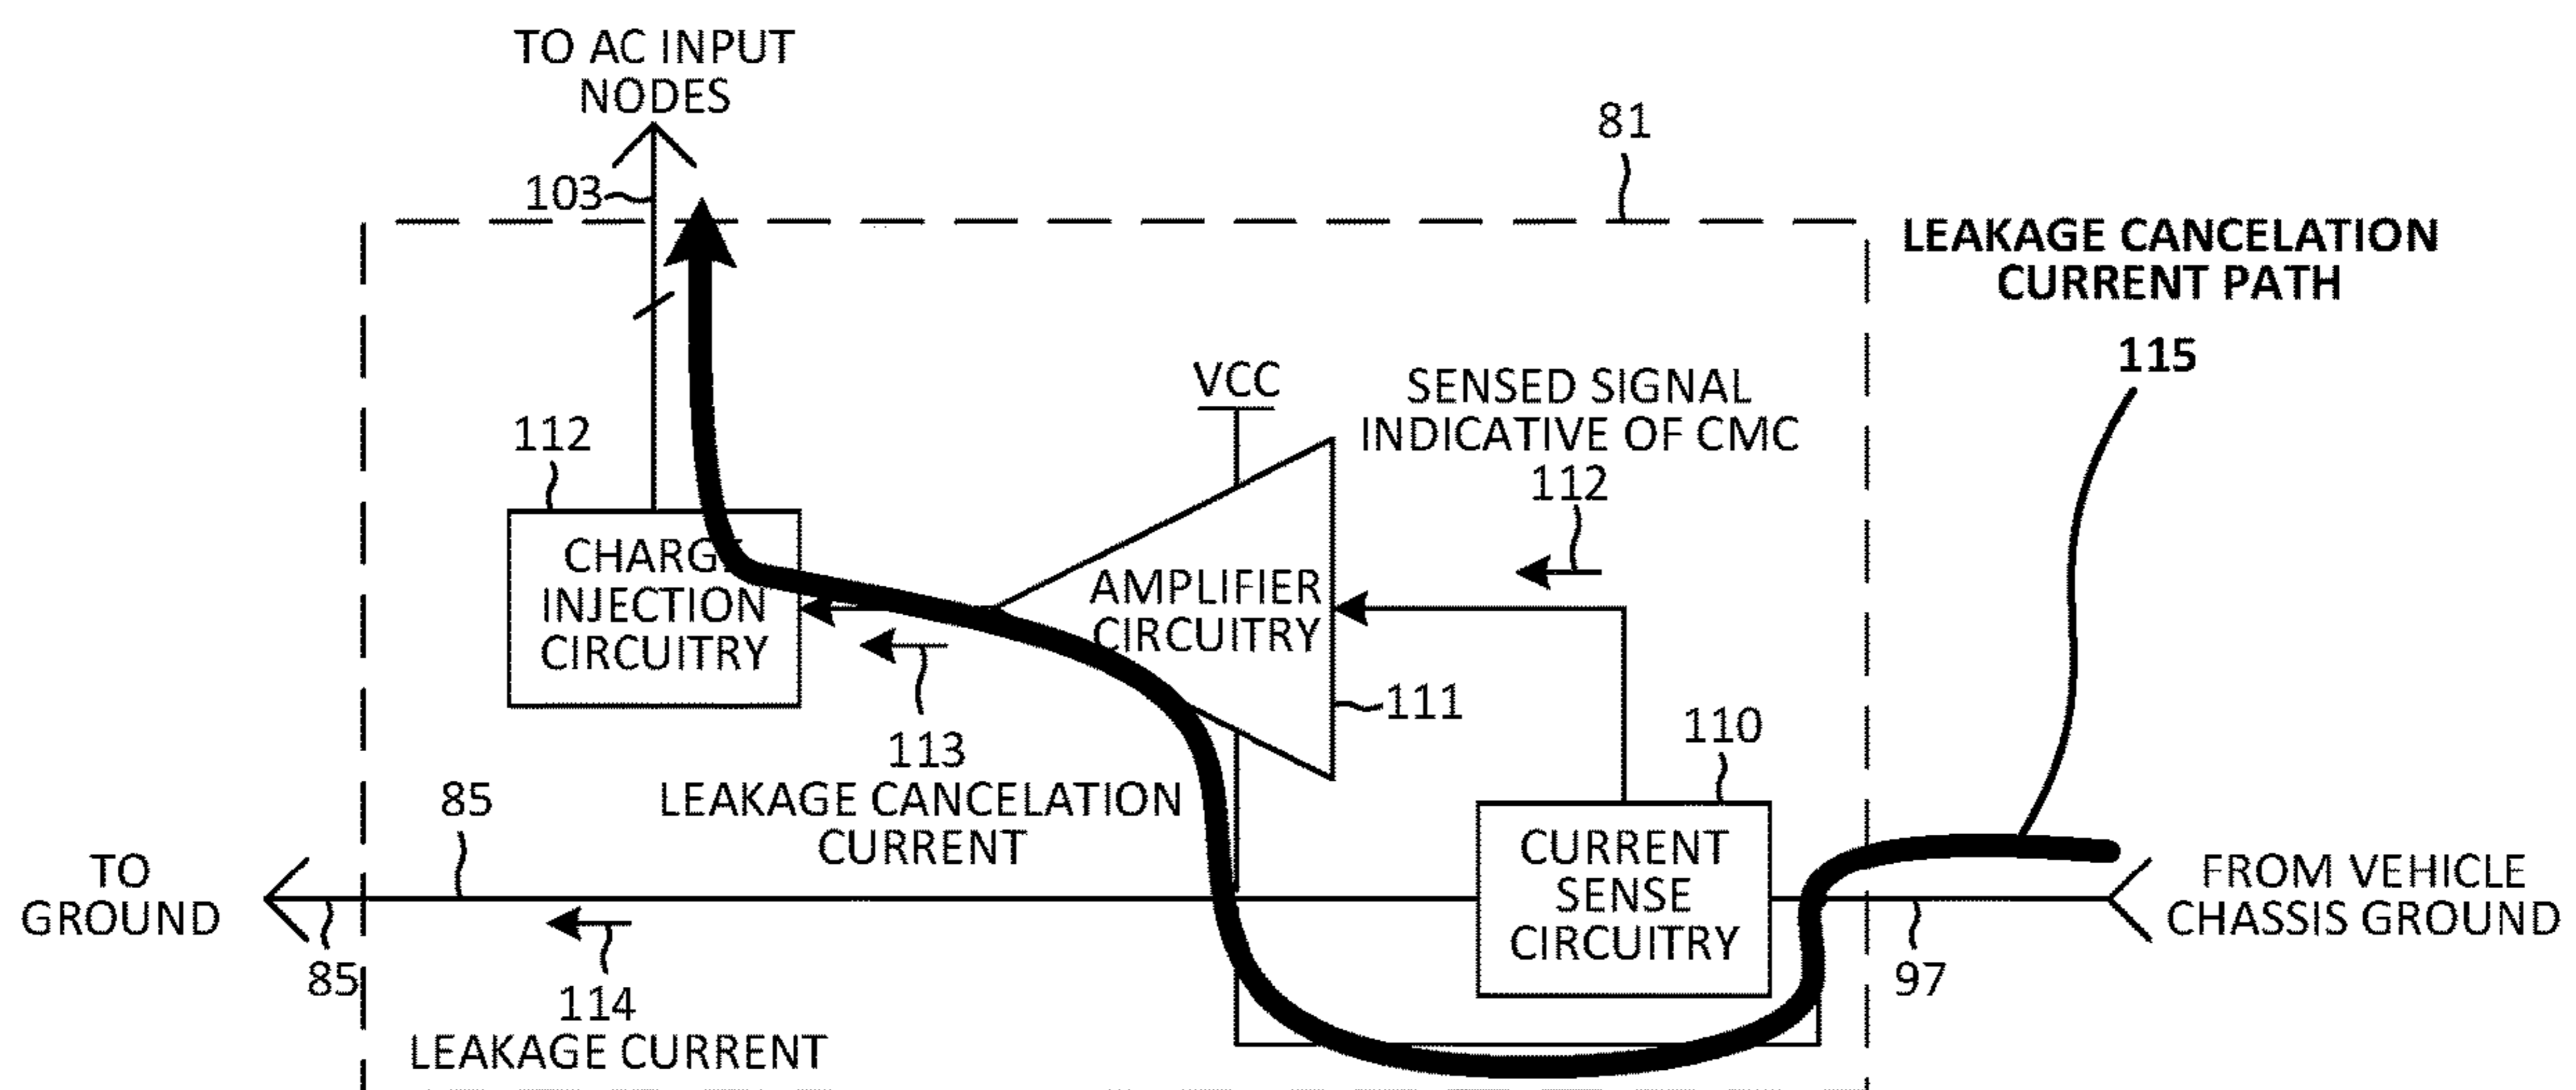 TO AC INPUT
NODES
103
81
LEAKAGE CANCELATION
CURRENT PATH
115
VCC
SENSED SIGNAL
INDICATIVE OF CMC
112
112
CHARGE
INJECTION
CIRCUITRY
AMPLIFIER
CIRCUITRY
111
113
LEAKAGE CANCELATION
CURRENT
110
CURRENT
SENSE
CIRCUITRY
85
TO
GROUND
85
114
LEAKAGE CURRENT
97
FROM VEHICLE
CHASSIS GROUND